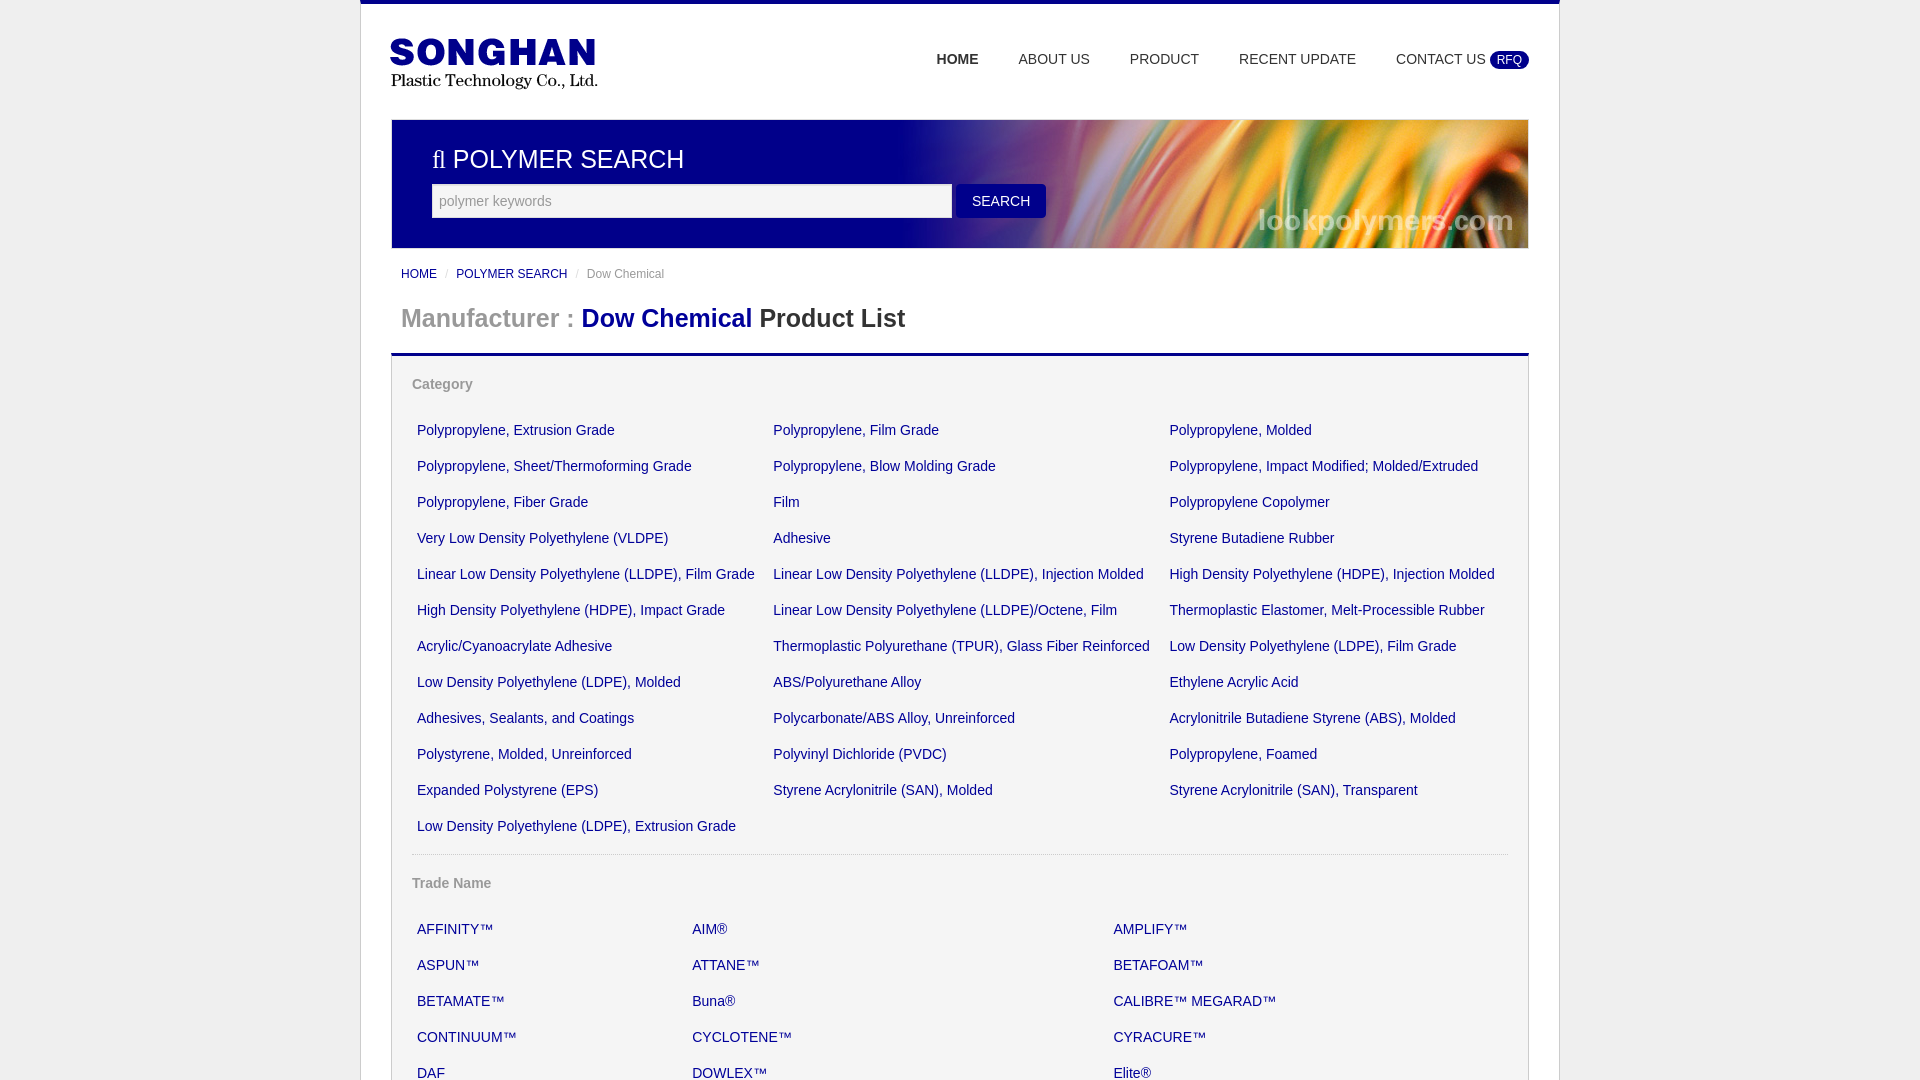 SONGHAN
Plastic Technology Co., Ltd.
HOME ABOUT US PRODUCT RECENT UPDATE CONTACT US RFQ
ﬂ POLYMER SEARCH
polymer keywords SEARCH
lookpolymers.com
HOME / POLYMER SEARCH / Dow Chemical
Manufacturer : Dow Chemical Product List
Category
Polypropylene, Extrusion Grade Polypropylene, Film Grade Polypropylene, Molded
Polypropylene, Sheet/Thermoforming Grade Polypropylene, Blow Molding Grade Polypropylene, Impact Modified; Molded/Extruded
Polypropylene, Fiber Grade Film Polypropylene Copolymer
Very Low Density Polyethylene (VLDPE) Adhesive Styrene Butadiene Rubber
Linear Low Density Polyethylene (LLDPE), Film Grade Linear Low Density Polyethylene (LLDPE), Injection Molded High Density Polyethylene (HDPE), Injection Molded
High Density Polyethylene (HDPE), Impact Grade Linear Low Density Polyethylene (LLDPE)/Octene, Film Thermoplastic Elastomer, Melt-Processible Rubber
Acrylic/Cyanoacrylate Adhesive Thermoplastic Polyurethane (TPUR), Glass Fiber Reinforced Low Density Polyethylene (LDPE), Film Grade
Low Density Polyethylene (LDPE), Molded ABS/Polyurethane Alloy Ethylene Acrylic Acid
Adhesives, Sealants, and Coatings Polycarbonate/ABS Alloy, Unreinforced Acrylonitrile Butadiene Styrene (ABS), Molded
Polystyrene, Molded, Unreinforced Polyvinyl Dichloride (PVDC) Polypropylene, Foamed
Expanded Polystyrene (EPS) Styrene Acrylonitrile (SAN), Molded Styrene Acrylonitrile (SAN), Transparent
Low Density Polyethylene (LDPE), Extrusion Grade
Trade Name
AFFINITY™ AIM® AMPLIFY™
ASPUN™ ATTANE™ BETAFOAM™
BETAMATE™ Buna® CALIBRE™ MEGARAD™
CONTINUUM™ CYCLOTENE™ CYRACURE™
DAF DOWLEX™ Elite®